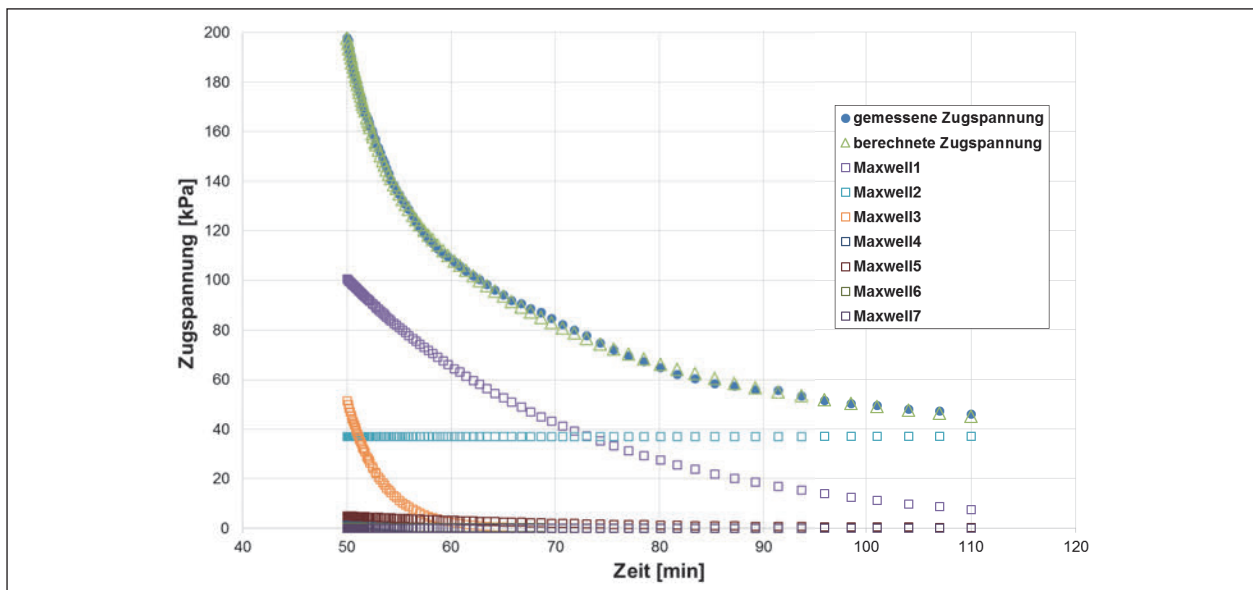 Zugspannung [kPa]
200
180
160
140
120
100
80
60
40
20
0
gemessene Zugspannung
berechnete Zugspannung
Maxwell1
Maxwell2
Maxwell3
Maxwell4
Maxwell5
Maxwell6
Maxwell7
40 50 60 70 80 90 100 110 120
Zeit [min]